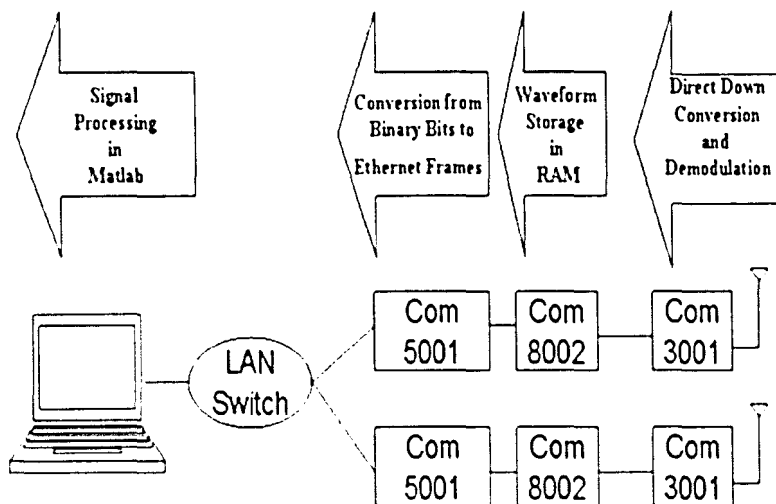 Signal
Processing
in
Matlab
Conversion from
Binary Bits to
Ethernet Frames
Waveform
Storage
in
RAM
Direct Down
Conversion
and
Demodulation
LAN
Switch
Com
5001
Com
8002
Com
3001
Com
5001
Com
8002
Com
3001